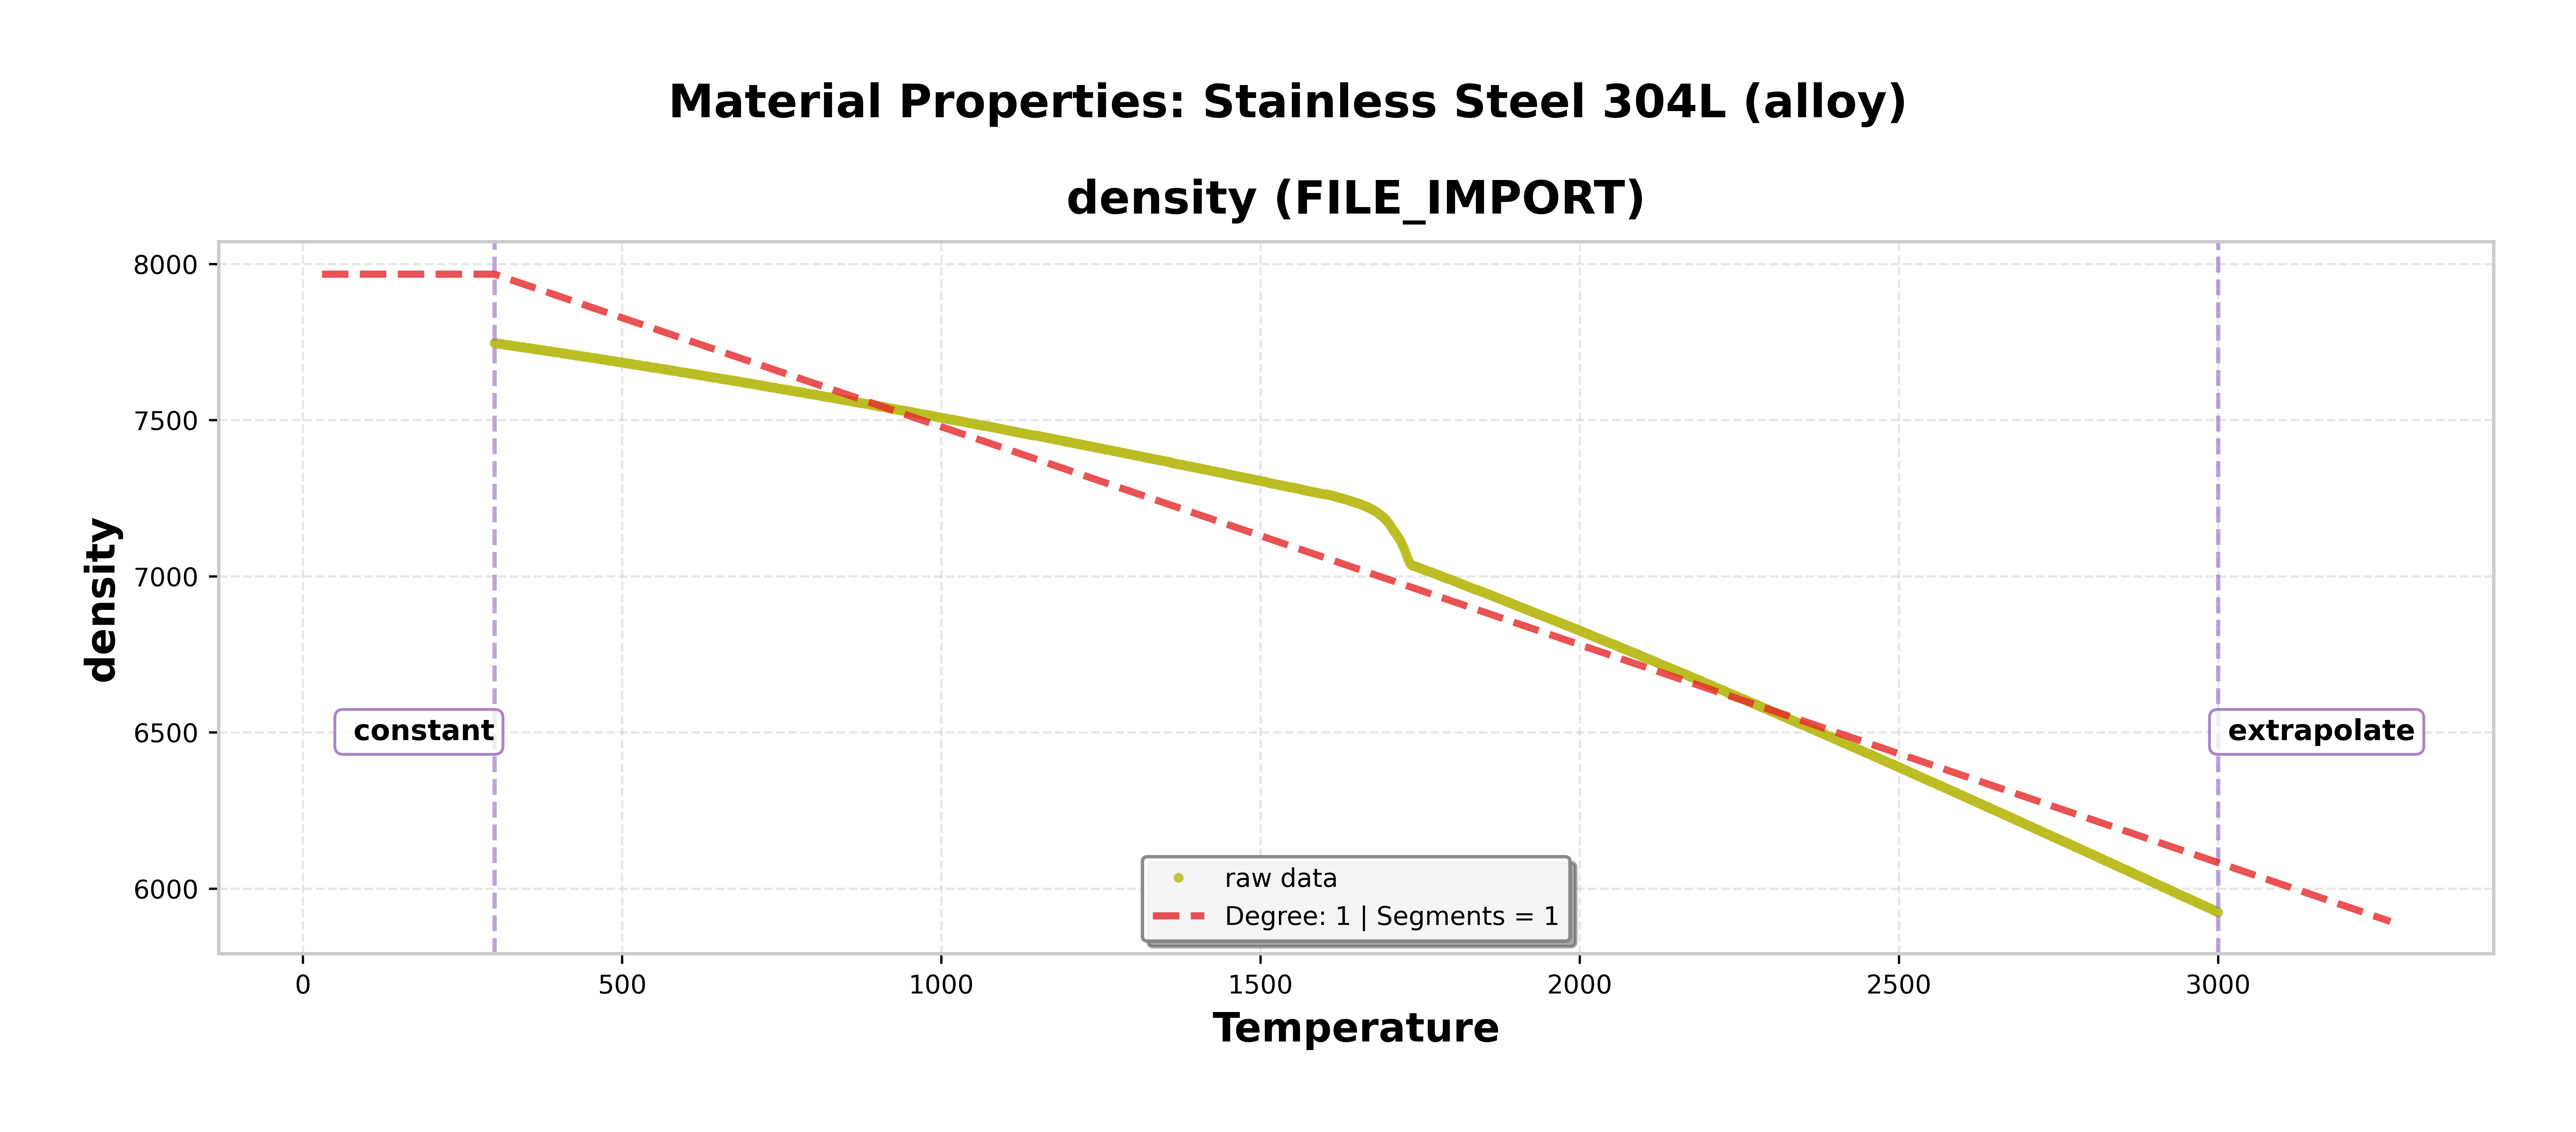 Material Properties: Stainless Steel 304L (alloy)
density (FILE_IMPORT)
8000
7500
7000
6500
6000
density
constant
extrapolate
raw data
Degree: 1 | Segments = 1
0 500 1000 1500 2000 2500 3000
Temperature